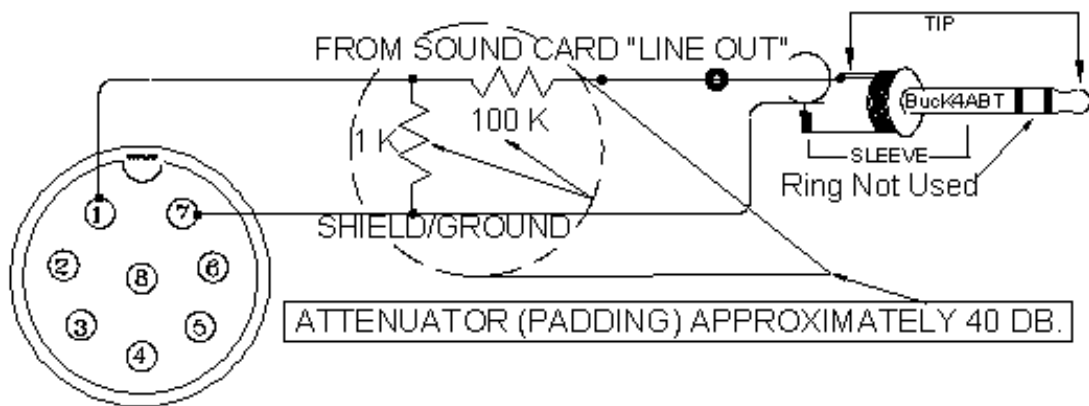 TIP
FROM SOUND CARD "LINE OUT"
BucK4ABT
100 K
1 K
SLEEVE
Ring Not Used
SHIELD/GROUND
1
7
2
8
6
3
5
4
ATTENUATOR (PADDING) APPROXIMATELY 40 DB.